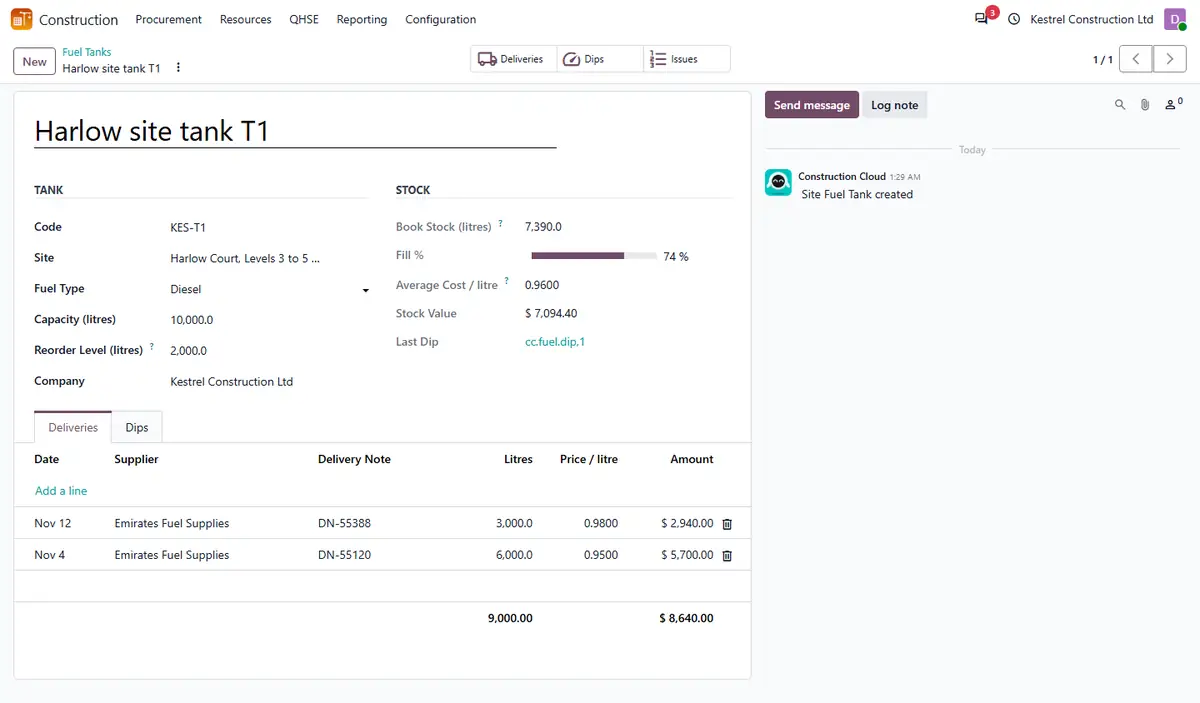 Construction Procurement Resources QHSE Reporting Configuration 3 Kestrel Construction Ltd D
New Fuel Tanks
Harlow site tank T1
Deliveries Dips Issues 1 / 1
Harlow site tank T1
TANK
Code KES-T1
Site Harlow Court, Levels 3 to 5 ...
Fuel Type Diesel
Capacity (litres) 10,000.0
Reorder Level (litres) ? 2,000.0
Company Kestrel Construction Ltd
STOCK
Book Stock (litres) ? 7,390.0
Fill % 74 %
Average Cost / litre ? 0.9600
Stock Value $ 7,094.40
Last Dip cc.fuel.dip,1
Deliveries Dips
Date Supplier Delivery Note Litres Price / litre Amount
Add a line
Nov 12 Emirates Fuel Supplies DN-55388 3,000.0 0.9800 $ 2,940.00
Nov 4 Emirates Fuel Supplies DN-55120 6,000.0 0.9500 $ 5,700.00
9,000.00 $ 8,640.00
Send message Log note 0
Today
Construction Cloud 1:29 AM
Site Fuel Tank created